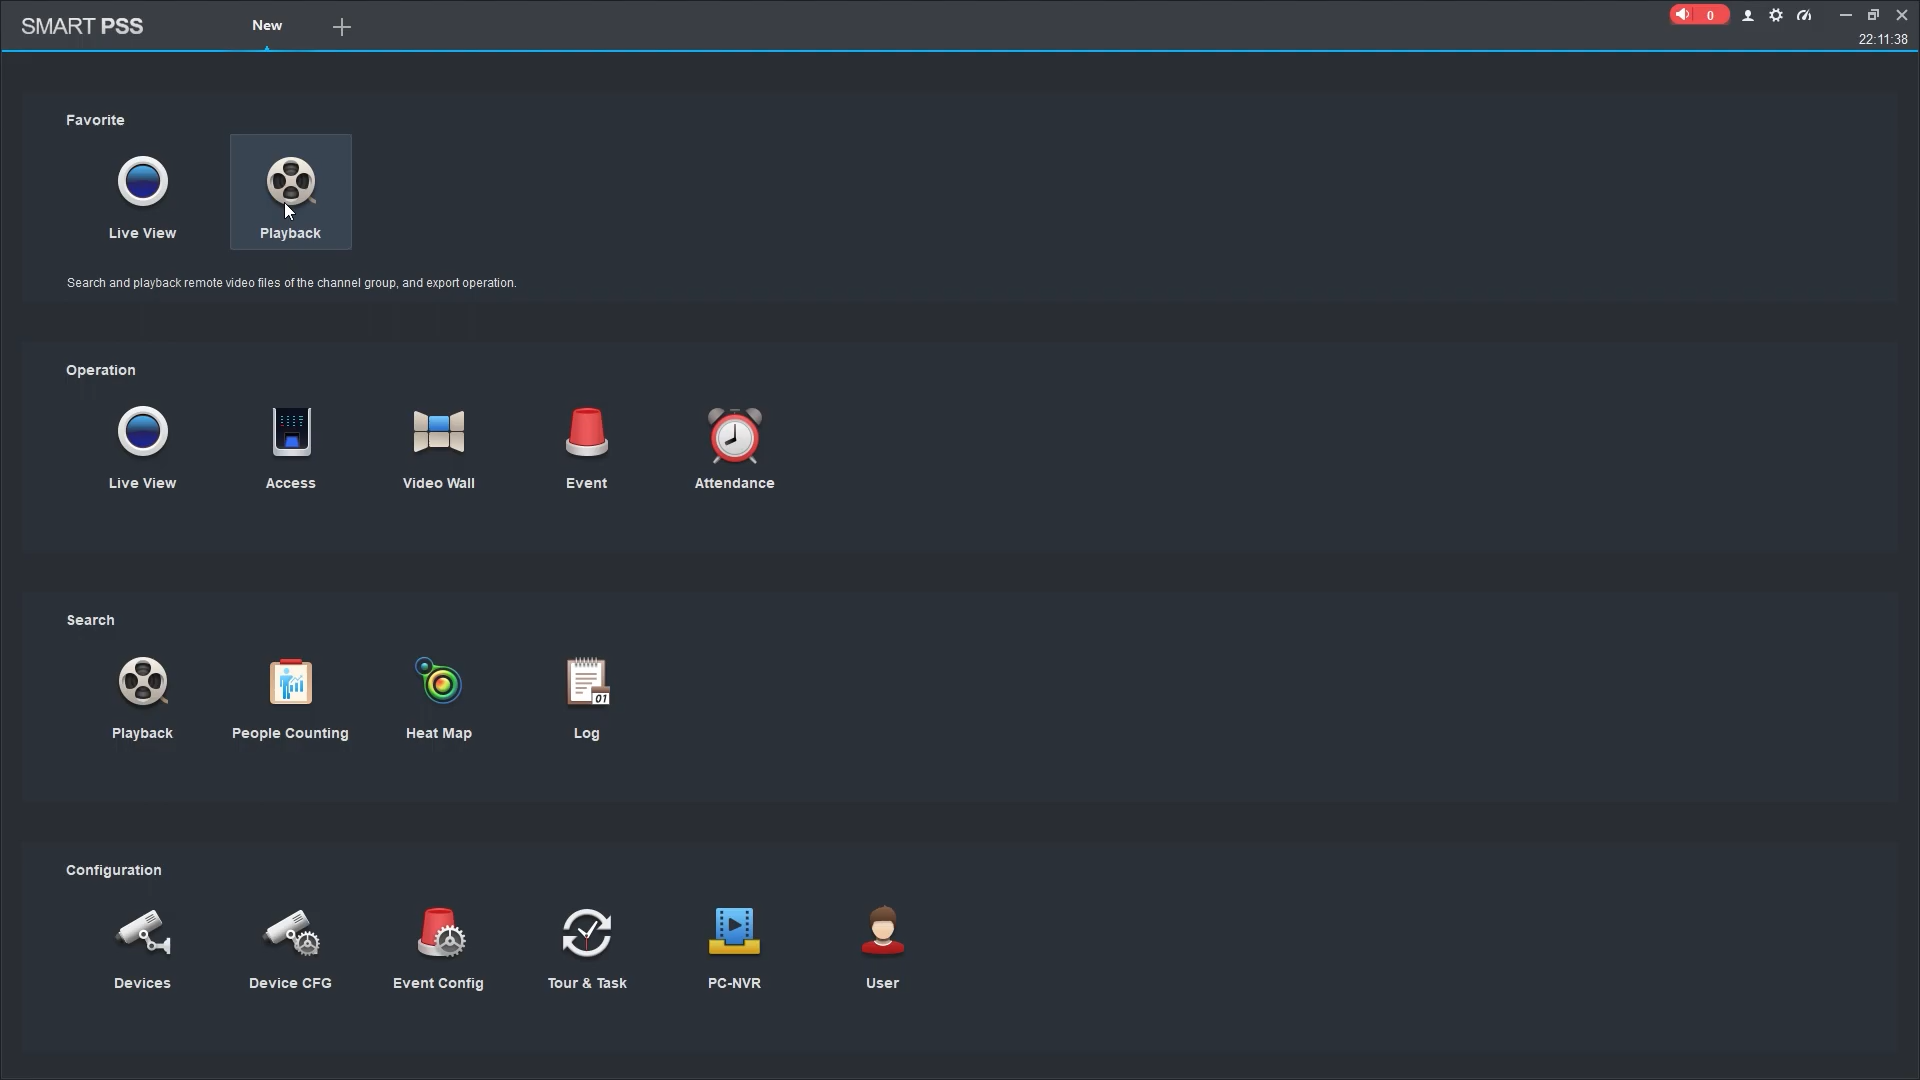 SMART PSS New 0
22:11:38
Favorite
Live View Playback
Search and playback remote video files of the channel group, and export operation.
Operation
Live View Access Video Wall Event Attendance
Search
01
Playback People Counting Heat Map Log
Configuration
Devices Device CFG Event Config Tour & Task PC-NVR User